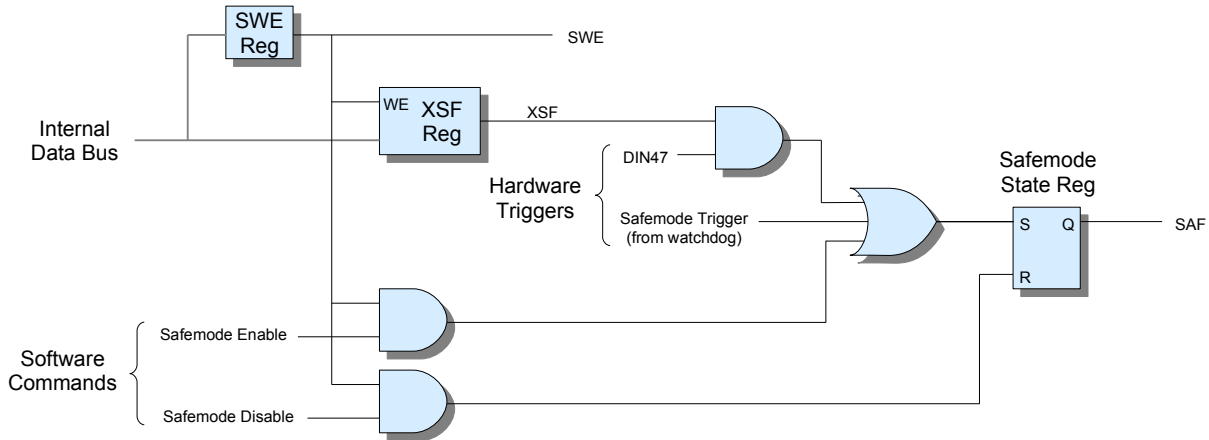 SWE
Reg
SWE
WE
XSF
Reg
XSF
Internal
Data Bus
DIN47
Hardware
Triggers
Safemode Trigger
(from watchdog)
Safemode
State Reg
S
Q
R
SAF
Safemode Enable
Software
Commands
Safemode Disable